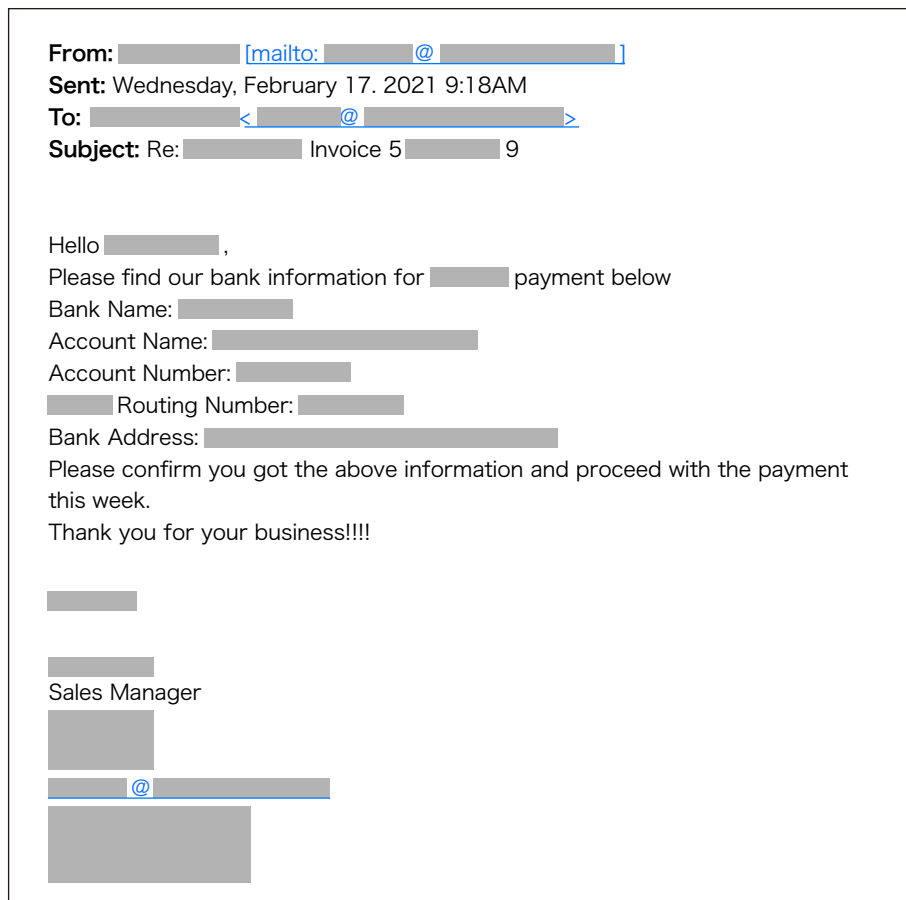 From: [mailto: @ ]
Sent: Wednesday, February 17. 2021 9:18AM
To: < @ >
Subject: Re: Invoice 5 9
Hello ,
Please find our bank information for payment below
Bank Name:
Account Name:
Account Number:
Routing Number:
Bank Address:
Please confirm you got the above information and proceed with the payment
this week.
Thank you for your business!!!!
Sales Manager
@